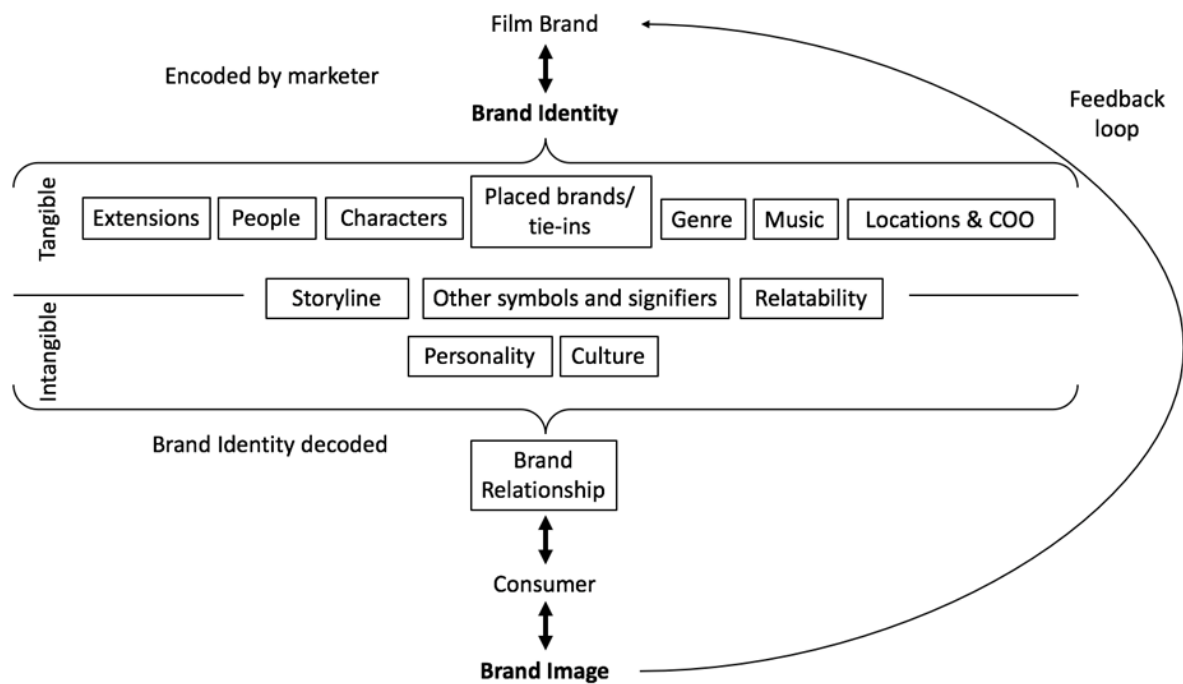 Film Brand
Encoded by marketer
Brand Identity
Feedback
loop
Tangible
Extensions
People
Characters
Placed brands/
tie-ins
Genre
Music
Locations & COO
Storyline
Other symbols and signifiers
Relatability
Intangible
Personality
Culture
Brand Identity decoded
Brand
Relationship
Consumer
Brand Image